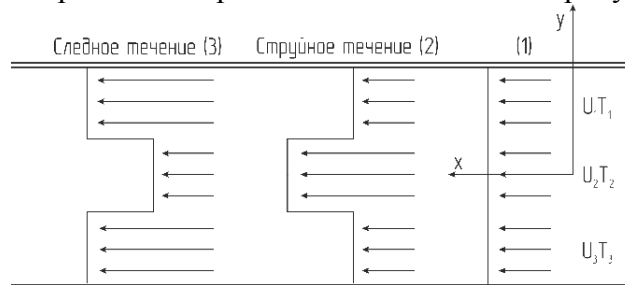 Следное течение (3) Струйное течение (2) (1) y
U₁T₁
x
U₂T₂
U₃T₃